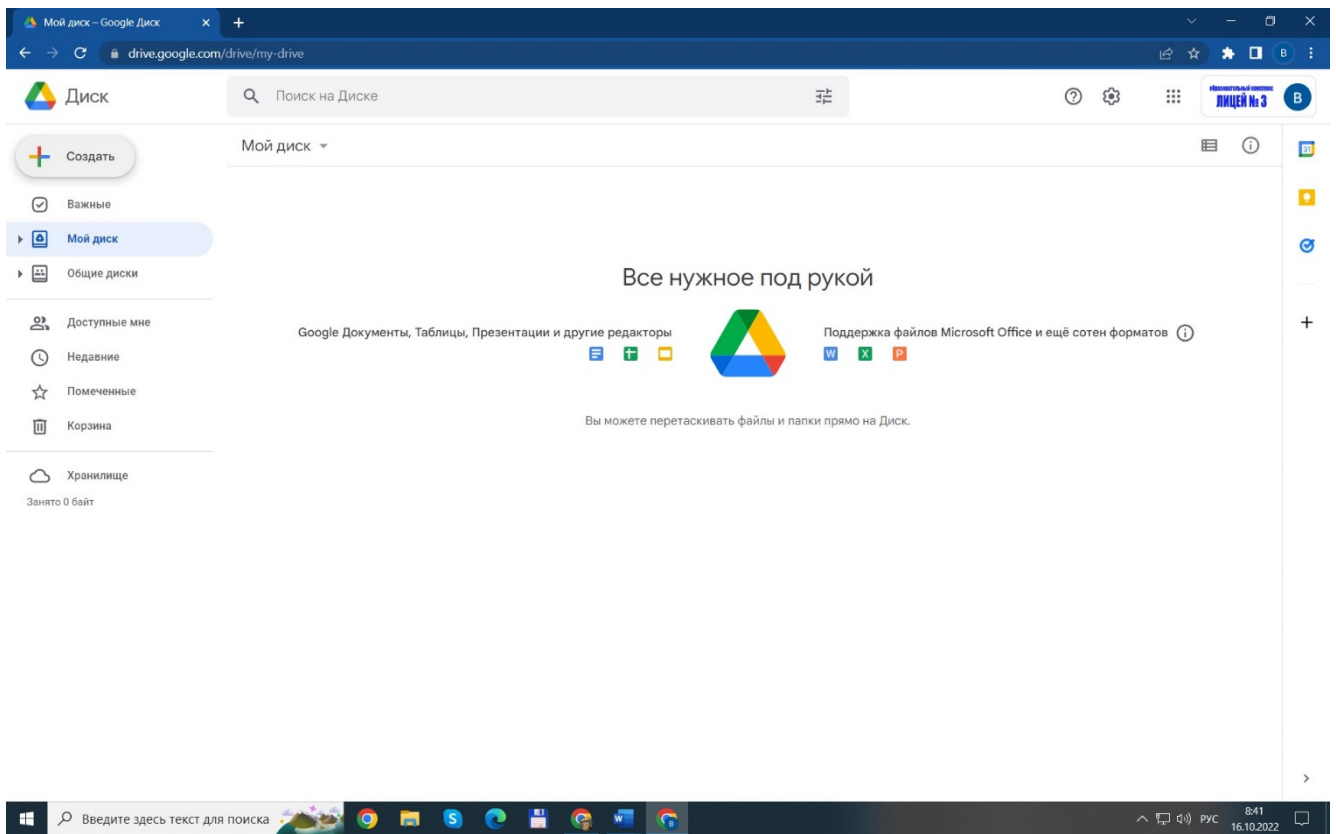 Мой диск – Google Диск
drive.google.com/drive/my-drive
B
Диск
Поиск на Диске
образовательный комплекс
ЛИЦЕЙ № 3
B
Создать
Мой диск
31
Важные
Мой диск
Общие диски
Доступные мне
Недавние
Помеченные
Корзина
Хранилище
Занято 0 байт
Все нужное под рукой
Google Документы, Таблицы, Презентации и другие редакторы
Поддержка файлов Microsoft Office и ещё сотен форматов
W X P
Вы можете перетаскивать файлы и папки прямо на Диск.
Введите здесь текст для поиска
S
W
B
РУС
8:41
16.10.2022